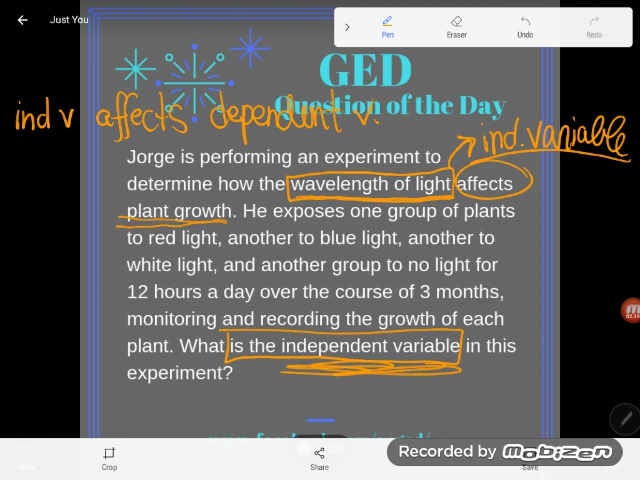 Just You
Pen
Eraser
Undo
Redo
GED
Question of the Day
ind v affects dependent v.
ind. variable
Jorge is performing an experiment to
determine how the wavelength of light affects
plant growth. He exposes one group of plants
to red light, another to blue light, another to
white light, and another group to no light for
12 hours a day over the course of 3 months,
monitoring and recording the growth of each
plant. What is the independent variable in this
experiment?
Crop
Share
Save
Recorded by Mobizen